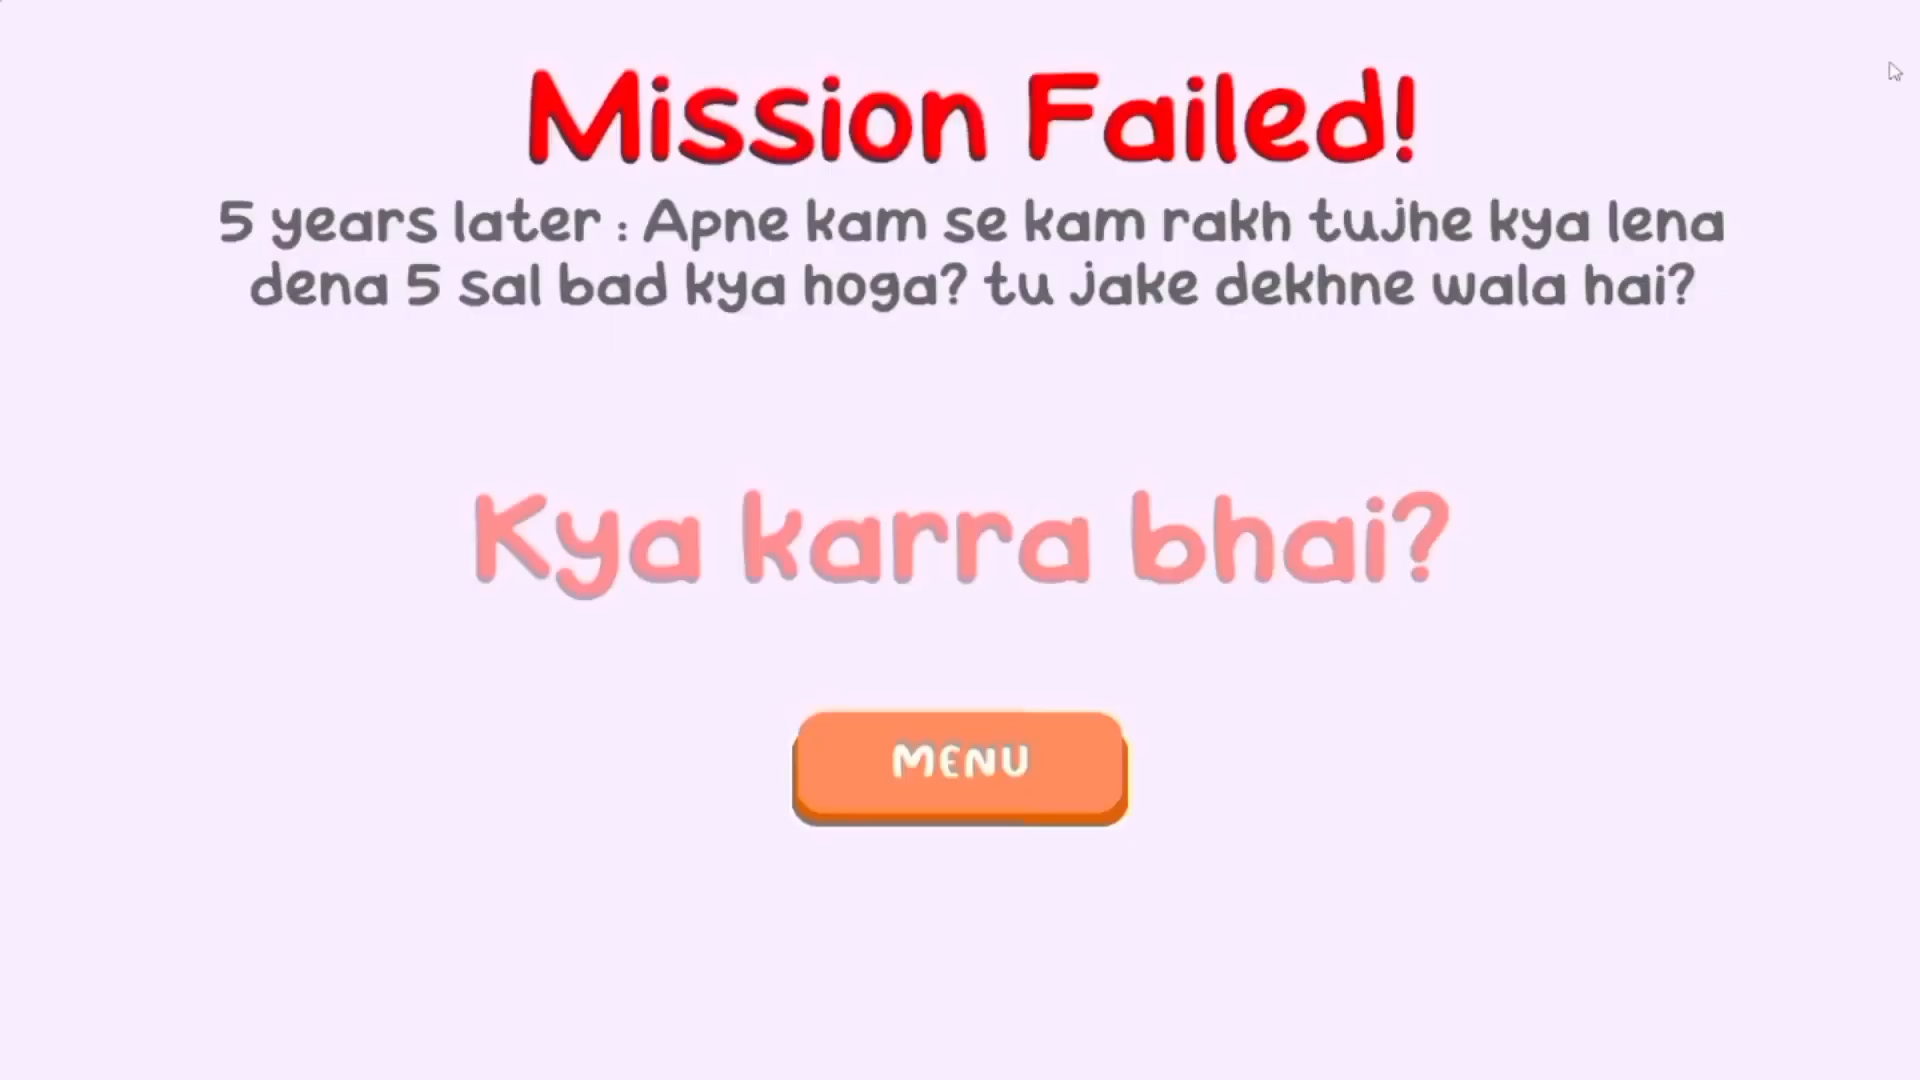 Mission Failed!
5 years later : Apne kam se kam rakh tujhe kya lena
dena 5 sal bad kya hoga? tu jake dekhne wala hai?
Kya karra bhai?
MENU